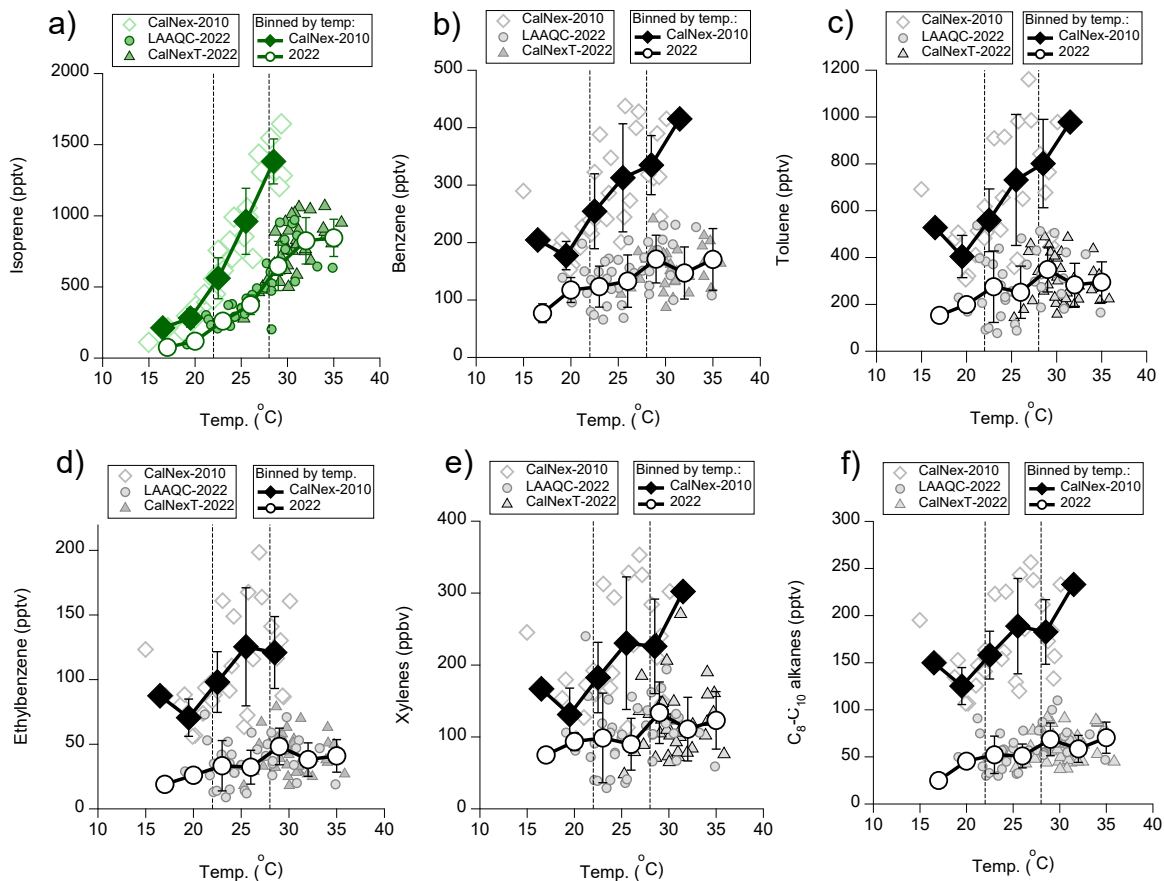 a)
CalNex-2010
LAAQC-2022
CalNexT-2022
Binned by temp:
CalNex-2010
2022
2000
1500
1000
500
0
Isoprene (pptv)
10 15 20 25 30 35 40
Temp. (°C)
b)
CalNex-2010
LAAQC-2022
CalNexT-2022
Binned by temp.:
CalNex-2010
2022
500
400
300
200
100
0
Benzene (pptv)
10 15 20 25 30 35 40
Temp. (°C)
c)
CalNex-2010
LAAQC-2022
CalNexT-2022
Binned by temp.:
CalNex-2010
2022
1200
1000
800
600
400
200
0
Toluene (pptv)
10 15 20 25 30 35 40
Temp. (°C)
d)
CalNex-2010
LAAQC-2022
CalNexT-2022
Binned by temp.
CalNex-2010
2022
200
150
100
50
0
Ethylbenzene (pptv)
10 15 20 25 30 35 40
Temp. (°C)
e)
CalNex-2010
LAAQC-2022
CalNexT-2022
Binned by temp.:
CalNex-2010
2022
400
300
200
100
0
Xylenes (ppbv)
10 15 20 25 30 35 40
Temp. (°C)
f)
CalNex-2010
LAAQC-2022
CalNexT-2022
Binned by temp.:
CalNex-2010
2022
300
250
200
150
100
50
0
C₈-C₁₀ alkanes (pptv)
10 15 20 25 30 35 40
Temp. (°C)